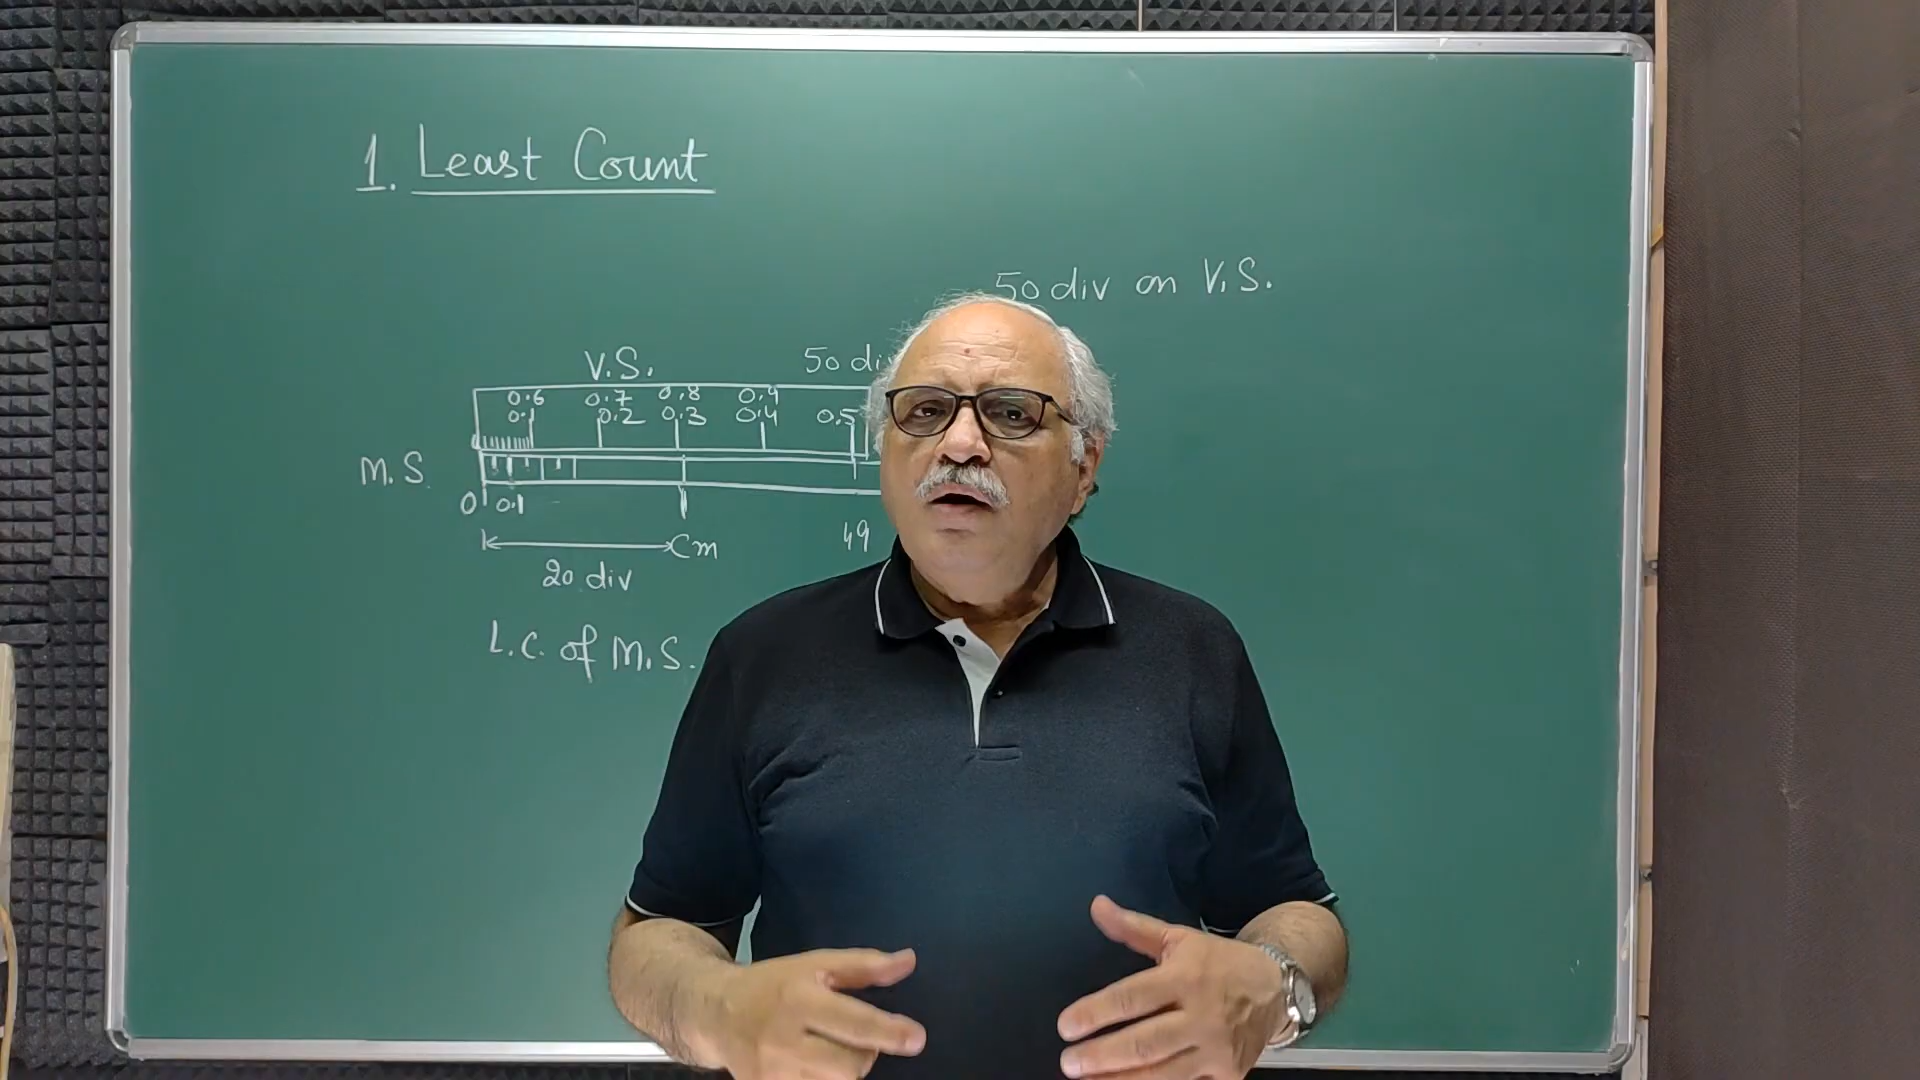 1. Least Count
50 div on V.S.
V.S. 50 div
0.6 0.7 0.8 0.9
0.1 0.2 0.3 0.4 0.5
M.S.
0 0.1
49
Cm
20 div
L.C. of M.S.